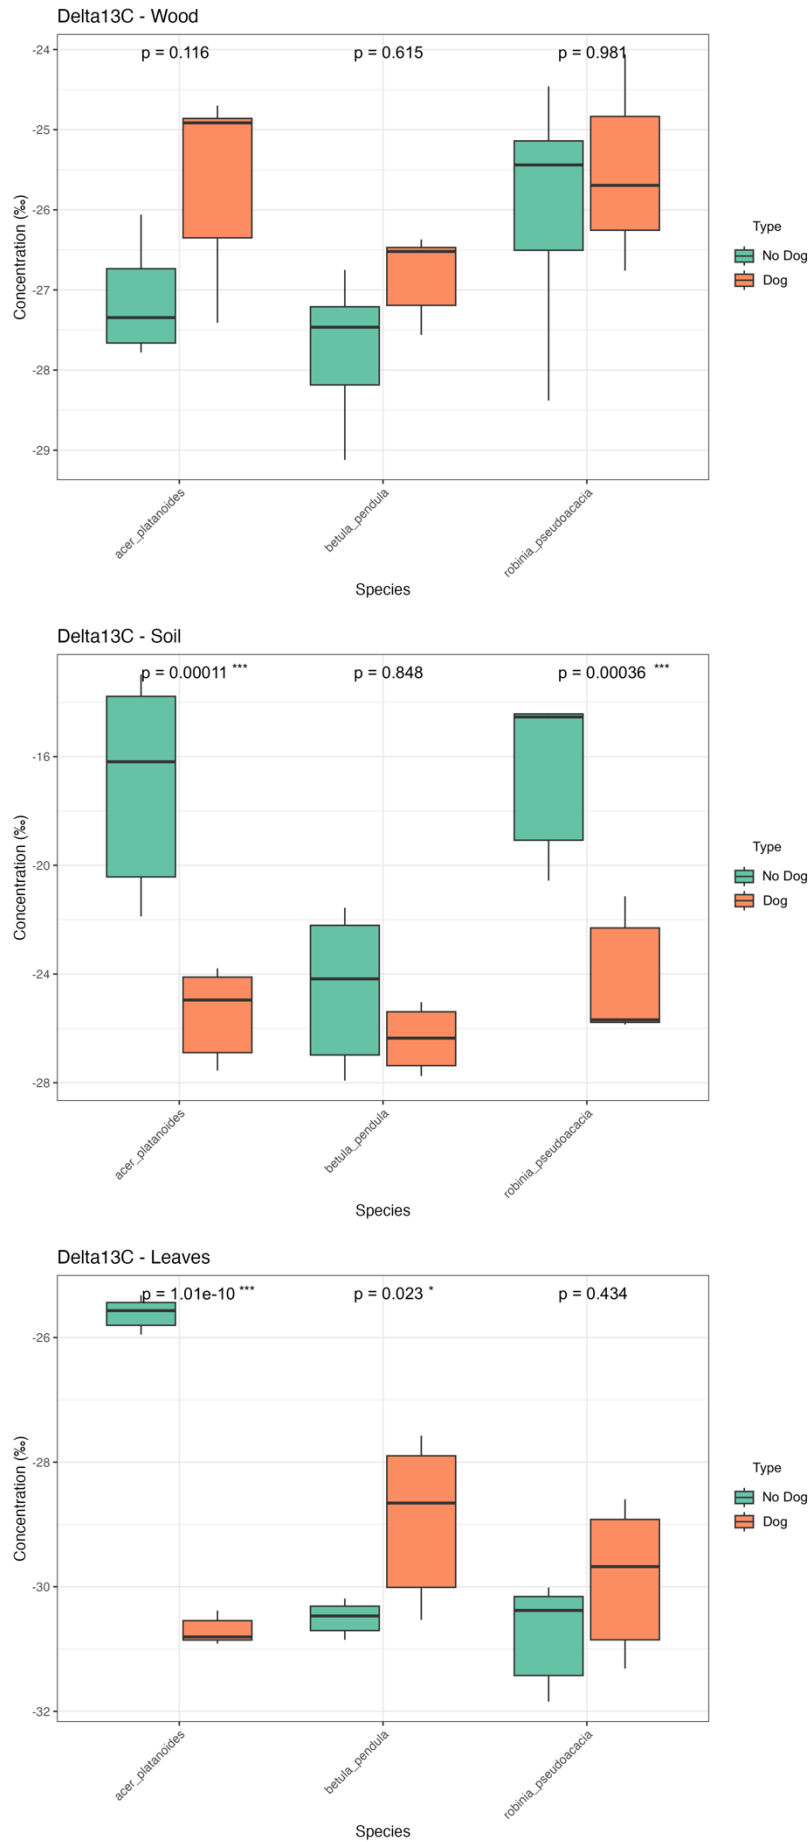 Delta13C - Wood
p = 0.116
p = 0.615
p = 0.981
-24
-25
-26
-27
-28
-29
Concentration (‰)
acer_platanoides
betula_pendula
robinia_pseudoacacia
Species
Type
No Dog
Dog
Delta13C - Soil
p = 0.00011 ***
p = 0.848
p = 0.00036 ***
-16
-20
-24
-28
Concentration (‰)
acer_platanoides
betula_pendula
robinia_pseudoacacia
Species
Type
No Dog
Dog
Delta13C - Leaves
p = 1.01e-10 ***
p = 0.023 *
p = 0.434
-26
-28
-30
-32
Concentration (‰)
acer_platanoides
betula_pendula
robinia_pseudoacacia
Species
Type
No Dog
Dog